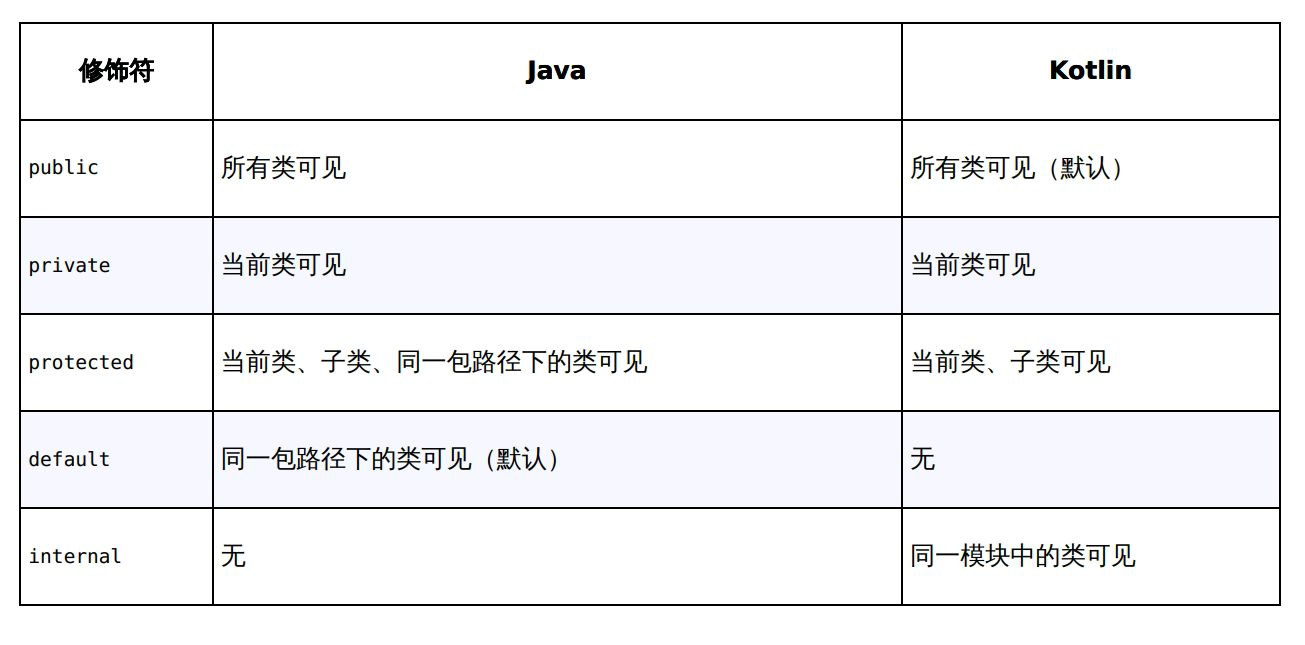 修饰符 Java Kotlin
public 所有类可见 所有类可见（默认）
private 当前类可见 当前类可见
protected 当前类、子类、同一包路径下的类可见 当前类、子类可见
default 同一包路径下的类可见（默认） 无
internal 无 同一模块中的类可见